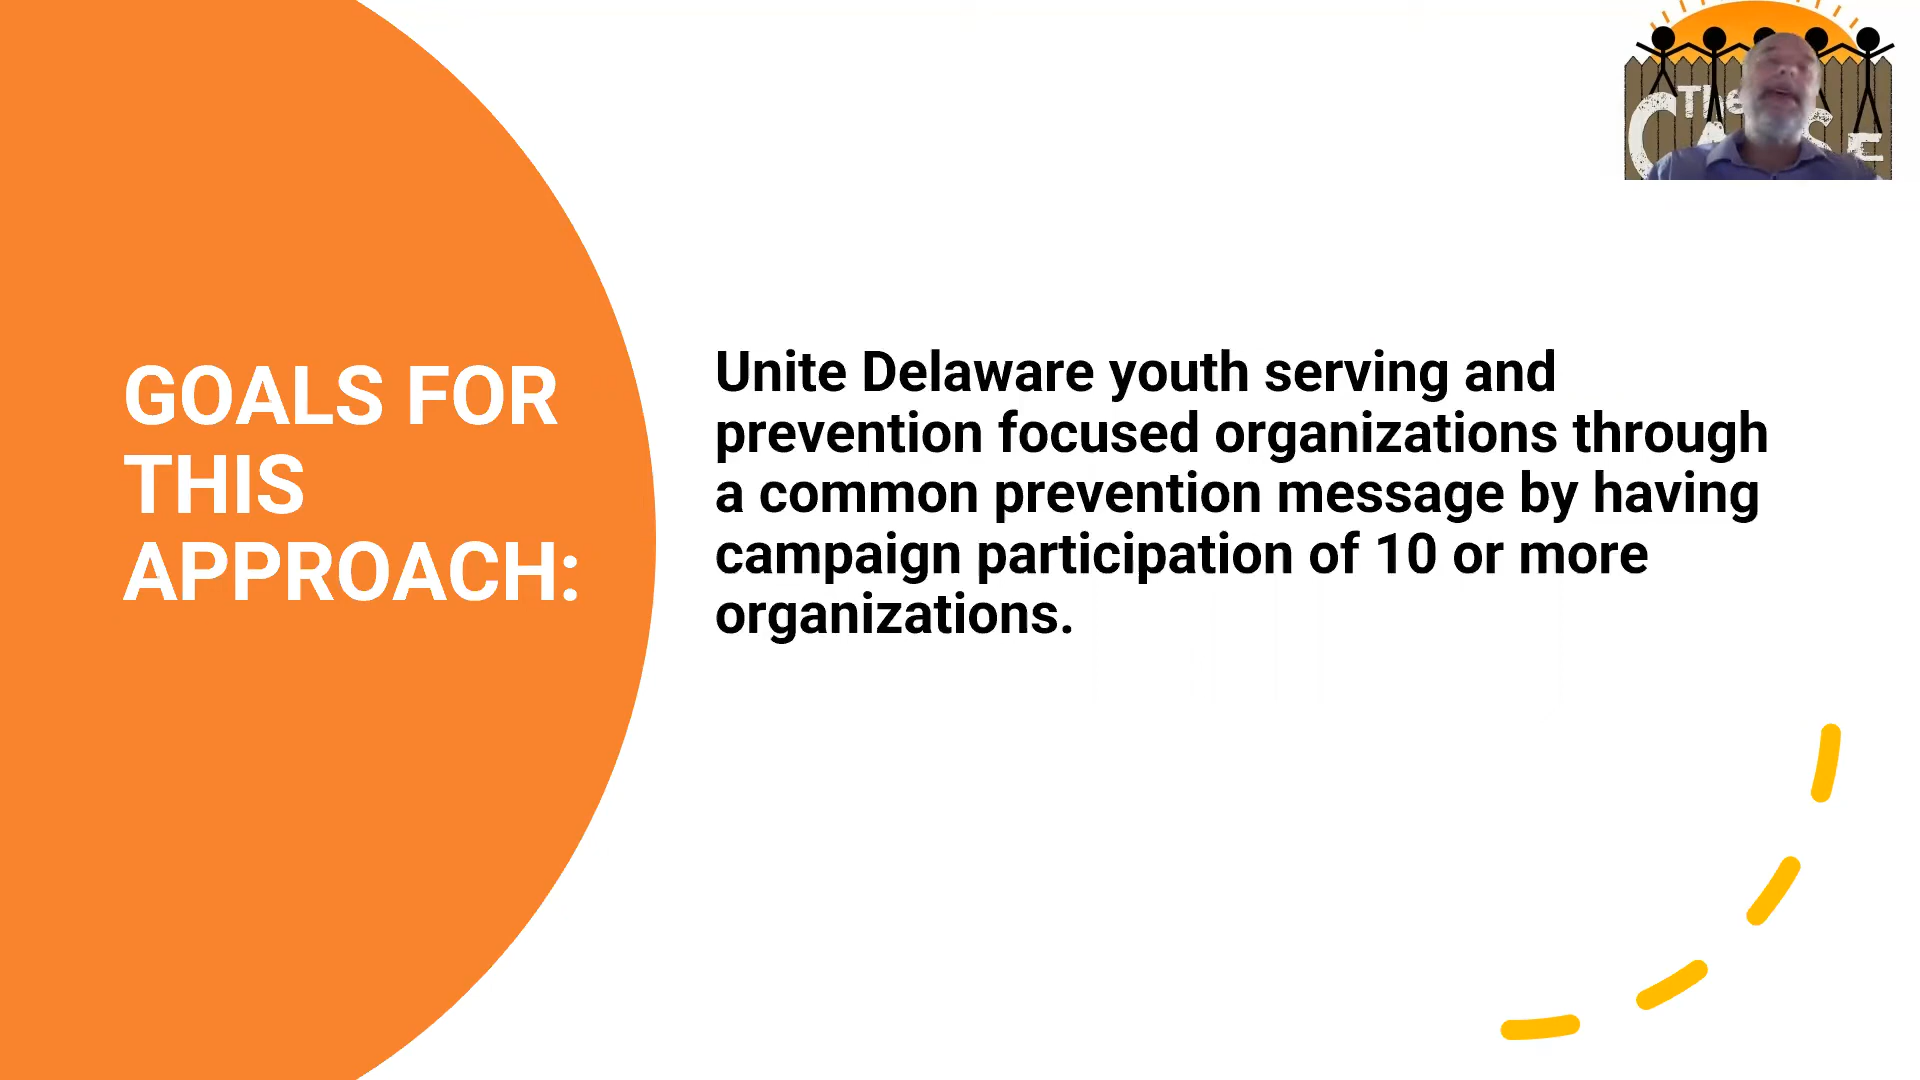 The
GOALS FOR
THIS
APPROACH:
Unite Delaware youth serving and
prevention focused organizations through
a common prevention message by having
campaign participation of 10 or more
organizations.